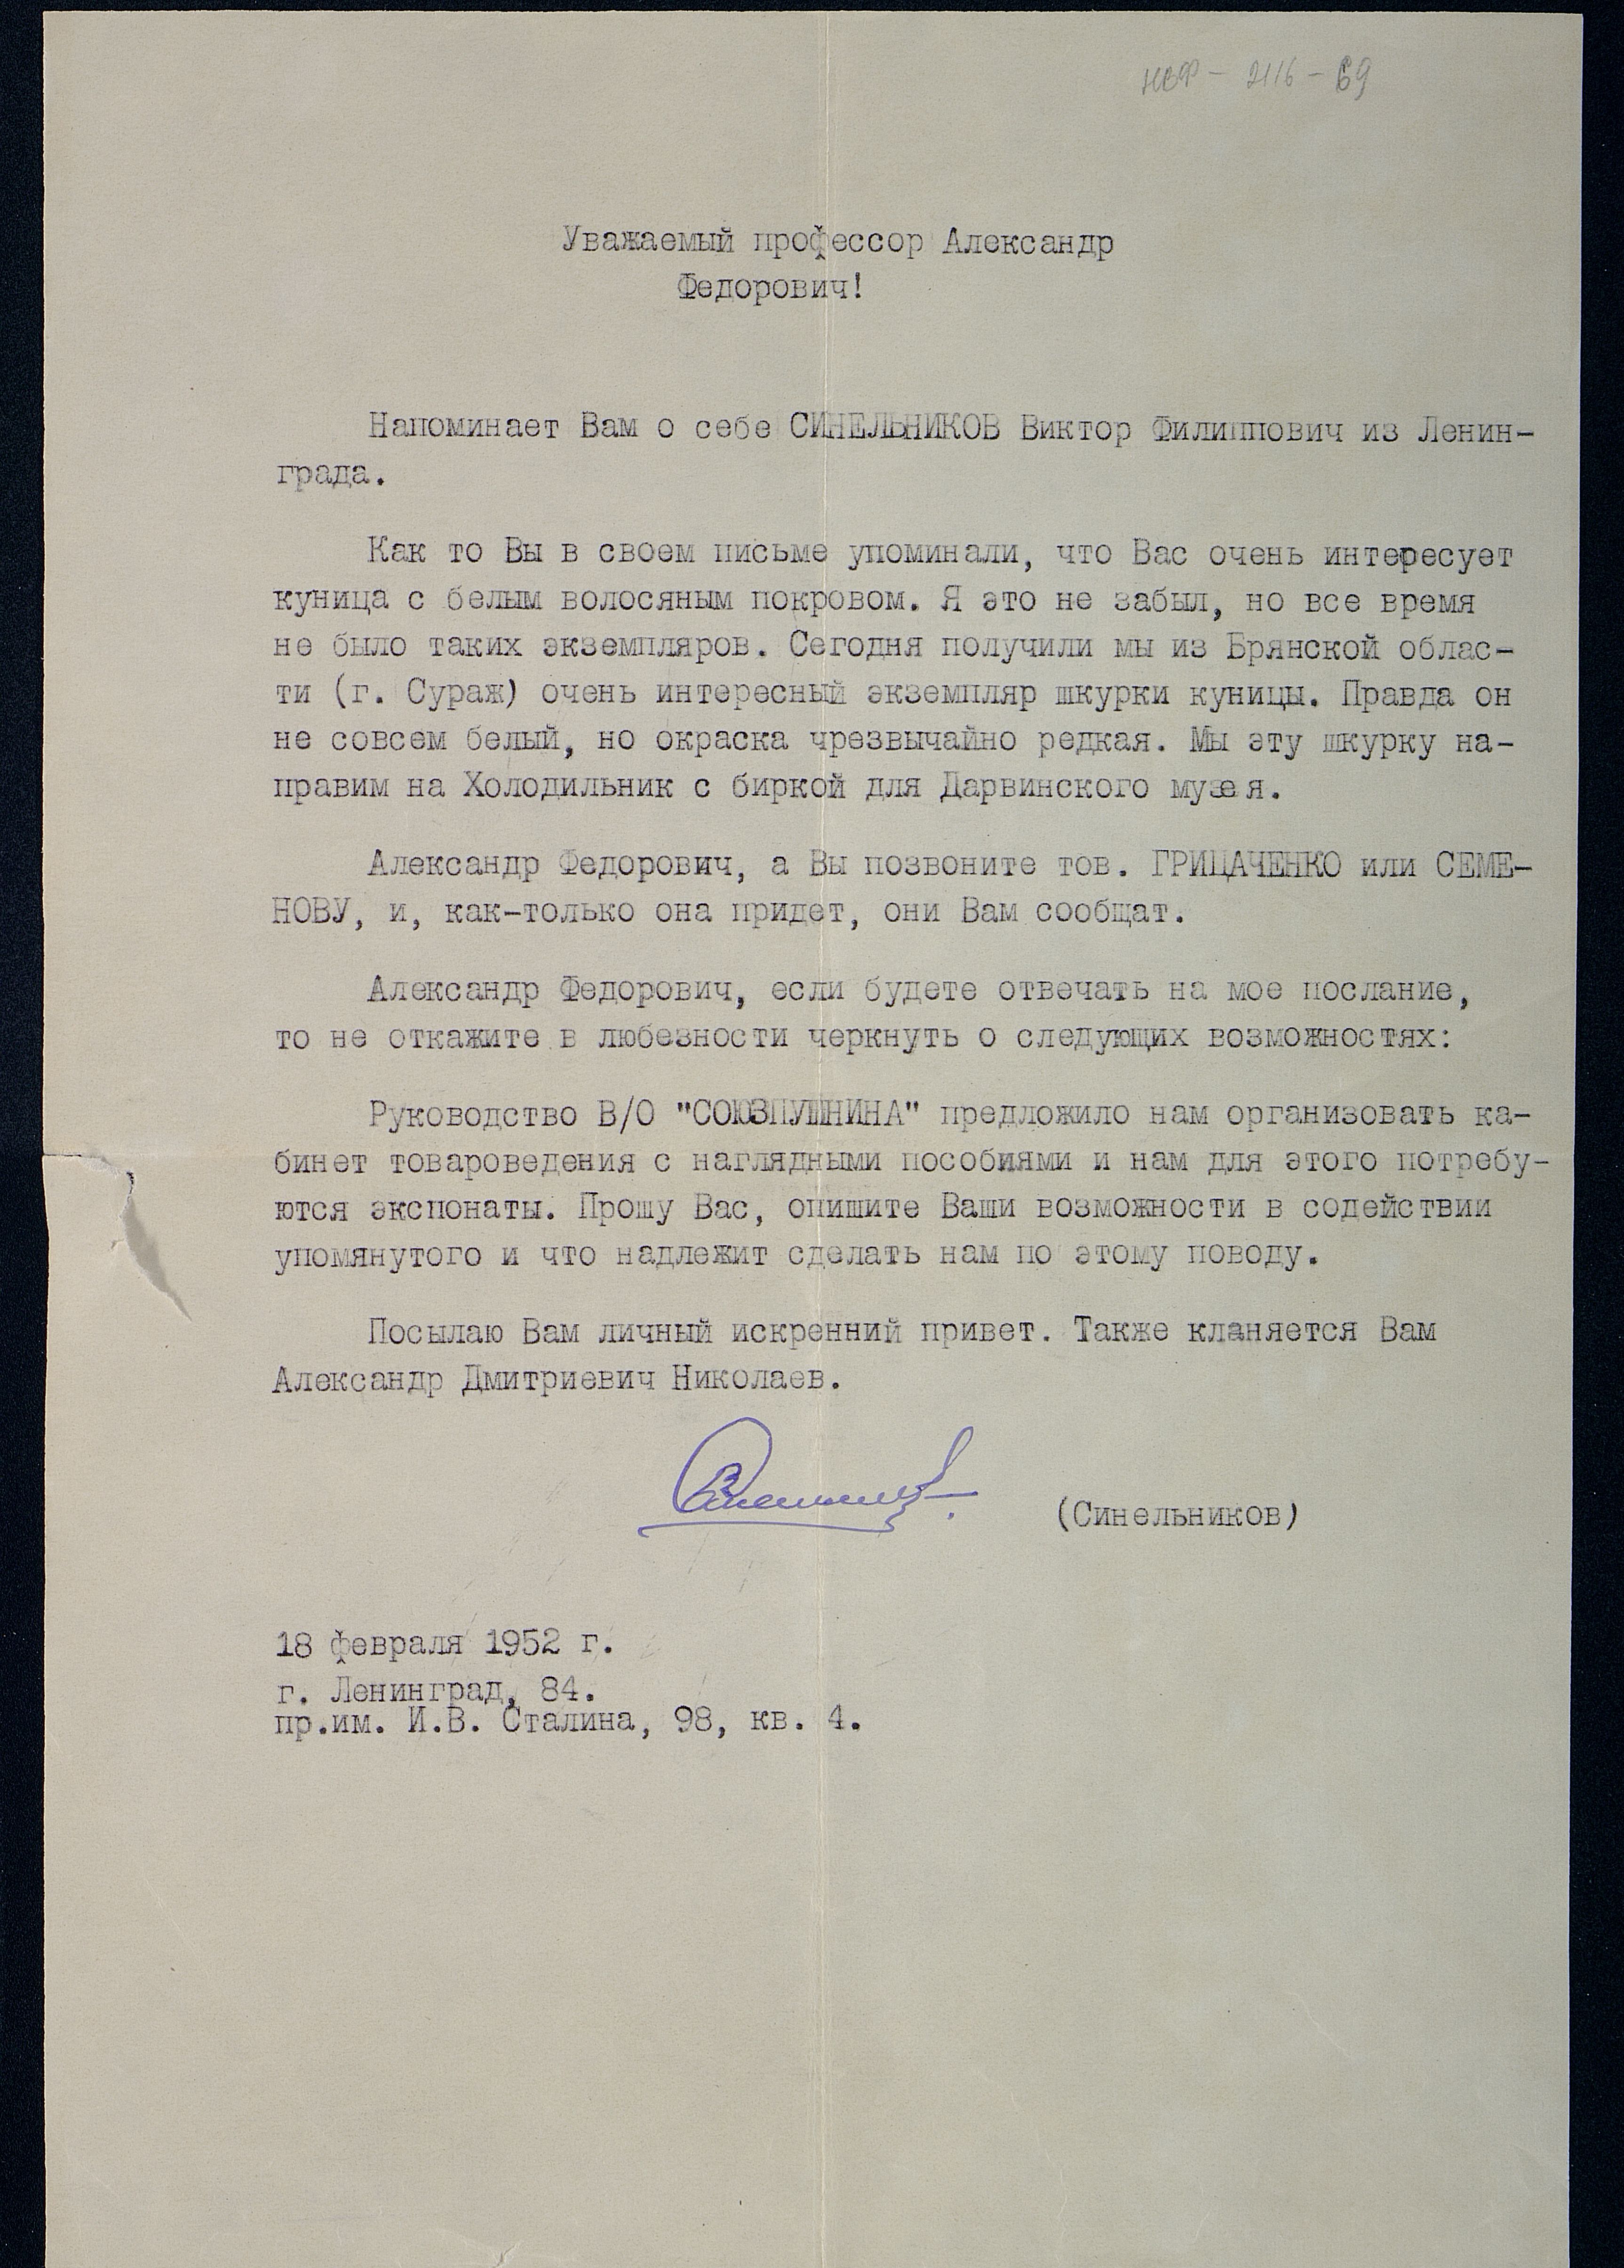 НВФ - 2116 - 69
Уважаемый профессор Александр
Федорович!
Напоминает Вам о себе СИНЕЛЬНИКОВ Виктор Филиппович из Ленин-
града.
Как то Вы в своем письме упоминали, что Вас очень интересует
куница с белым волосяным покровом. Я это не забыл, но все время
не было таких экземпляров. Сегодня получили мы из Брянской облас-
ти (г. Сураж) очень интересный экземпляр шкурки куницы. Правда он
не совсем белый, но окраска чрезвычайно редкая. Мы эту шкурку на-
правим на Холодильник с биркой для Дарвинского музея.
Александр Федорович, а Вы позвоните тов. ГРИЦАЧЕНКО или СЕМЕ-
НОВУ, и, как-только она придет, они Вам сообщат.
Александр Федорович, если будете отвечать на мое послание,
то не откажите в любезности черкнуть о следующих возможностях:
Руководство В/О "СОЮЗПУШНИНА" предложило нам организовать ка-
бинет товароведения с наглядными пособиями и нам для этого потребу-
ются экспонаты. Прошу Вас, опишите Ваши возможности в содействии
упомянутого и что надлежит сделать нам по этому поводу.
Посылаю Вам личный искренний привет. Также кланяется Вам
Александр Дмитриевич Николаев.
(Синельников)
18 февраля 1952 г.
г. Ленинград, 84.
пр.им. И.В. Сталина, 98, кв. 4.